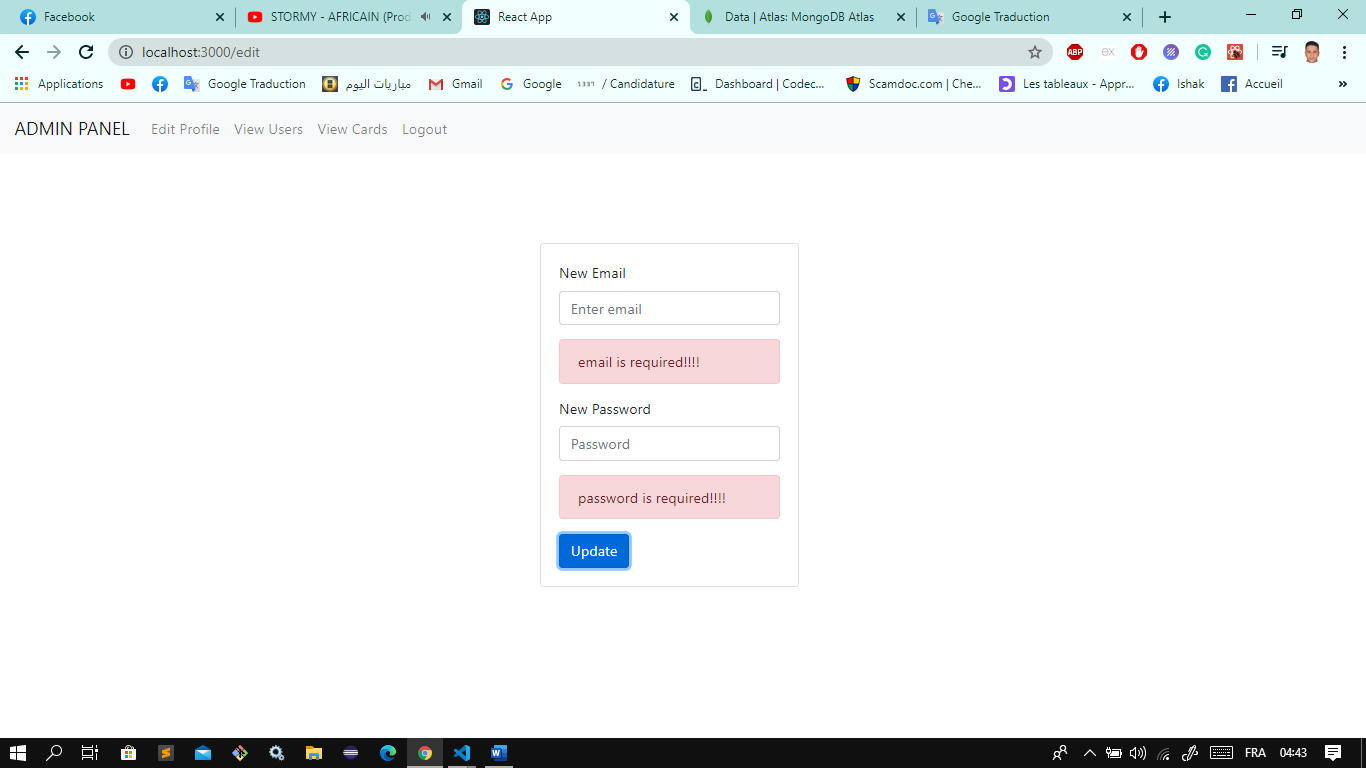 Facebook
STORMY - AFRICAIN (Prod
React App
Data | Atlas: MongoDB Atlas
Google Traduction
localhost:3000/edit
ABP
ex
Applications
Google Traduction
مباريات اليوم
Gmail
Google
/ Candidature
Dashboard | Codec...
Scamdoc.com | Che...
Les tableaux - Appr...
Ishak
Accueil
»
ADMIN PANEL
Edit Profile
View Users
View Cards
Logout
New Email
Enter email
email is required!!!!
New Password
Password
password is required!!!!
Update
FRA
04:43